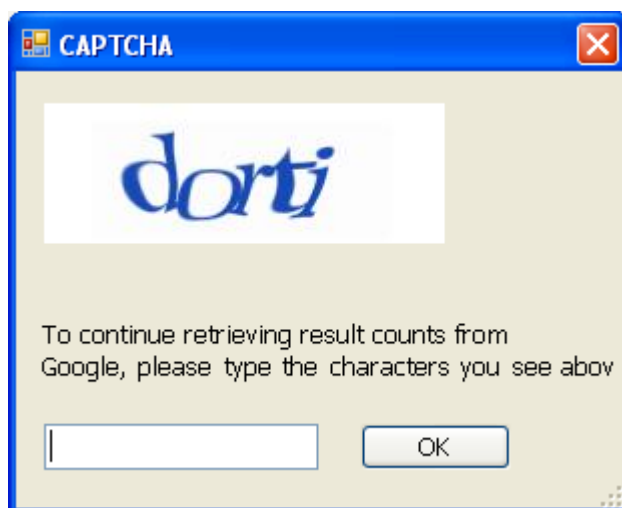 CAPTCHA
dorti
To continue retrieving result counts from
Google, please type the characters you see abov
OK